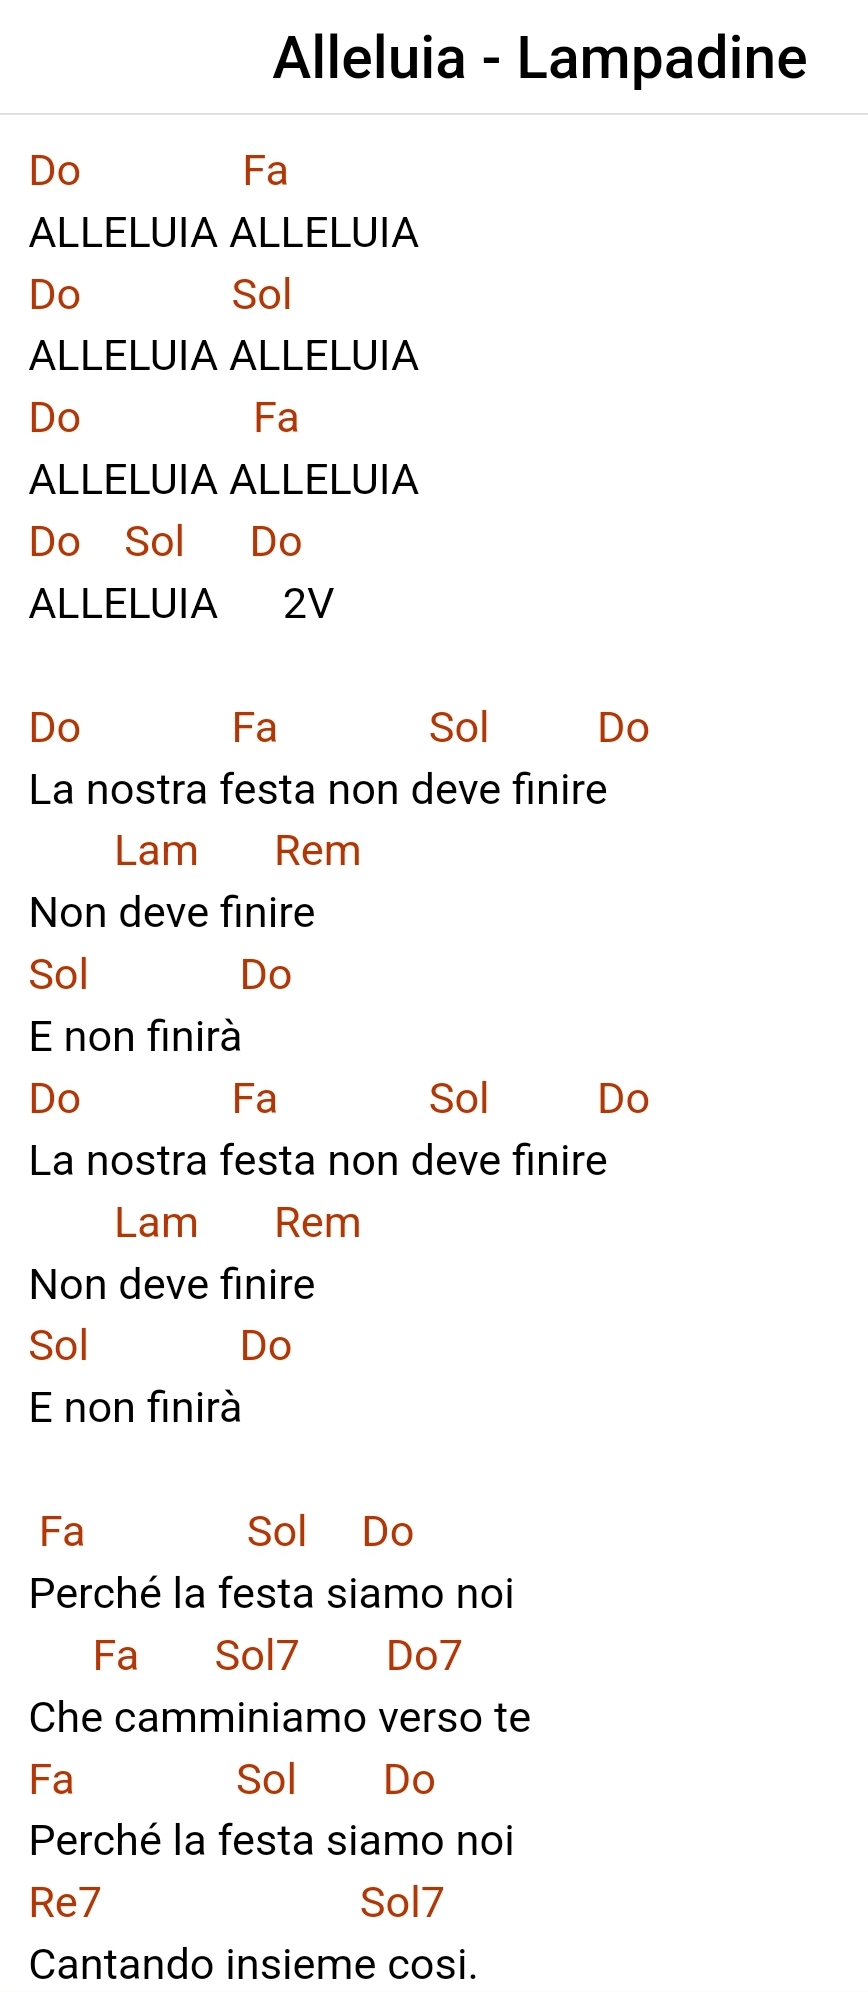 Alleluia - Lampadine
Do Fa
ALLELUIA ALLELUIA
Do Sol
ALLELUIA ALLELUIA
Do Fa
ALLELUIA ALLELUIA
Do Sol Do
ALLELUIA 2V
Do Fa Sol Do
La nostra festa non deve finire
Lam Rem
Non deve finire
Sol Do
E non finirà
Do Fa Sol Do
La nostra festa non deve finire
Lam Rem
Non deve finire
Sol Do
E non finirà
Fa Sol Do
Perché la festa siamo noi
Fa Sol7 Do7
Che camminiamo verso te
Fa Sol Do
Perché la festa siamo noi
Re7 Sol7
Cantando insieme cosi.